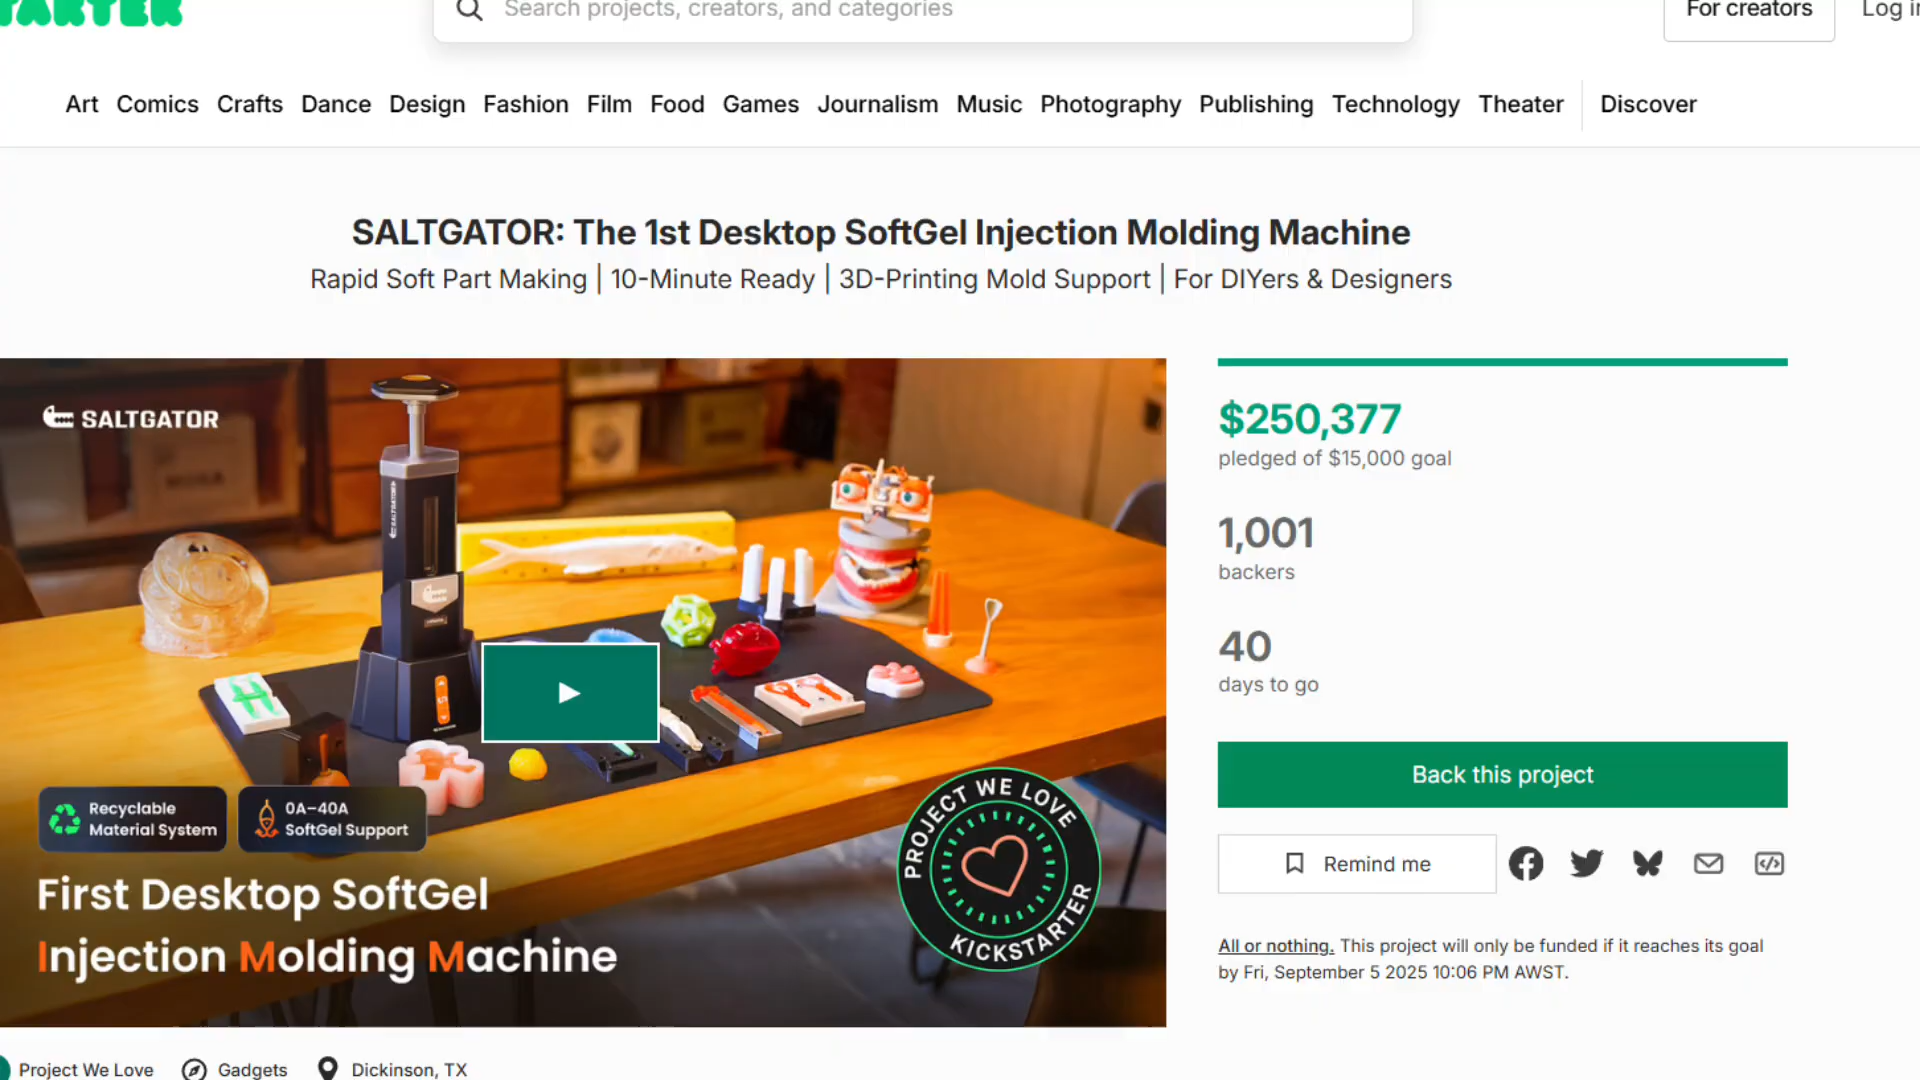 Search projects, creators, and categories
For creators
Log in
Art Comics Crafts Dance Design Fashion Film Food Games Journalism Music Photography Publishing Technology Theater Discover
SALTGATOR: The 1st Desktop SoftGel Injection Molding Machine
Rapid Soft Part Making | 10-Minute Ready | 3D-Printing Mold Support | For DIYers & Designers
SALTGATOR
Recyclable
Material System
0A–40A
SoftGel Support
First Desktop SoftGel
Injection Molding Machine
PROJECT WE LOVE
KICKSTARTER
$250,377
pledged of $15,000 goal
1,001
backers
40
days to go
Back this project
Remind me
All or nothing. This project will only be funded if it reaches its goal
by Fri, September 5 2025 10:06 PM AWST.
Project We Love
Gadgets
Dickinson, TX